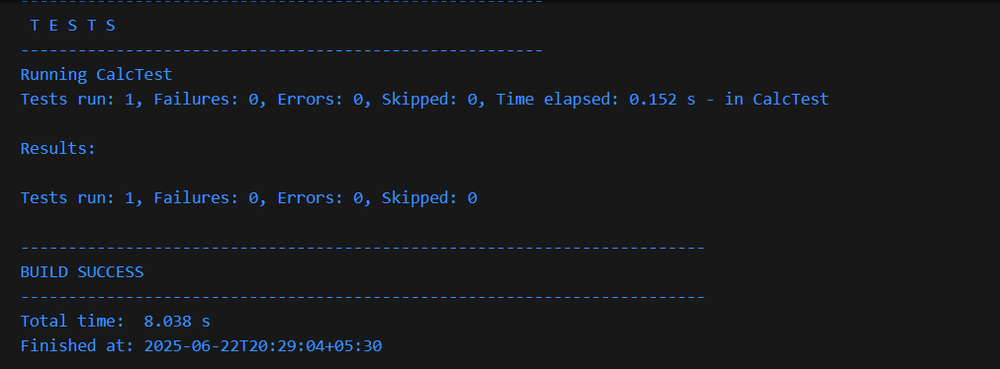 -------------------------------------------------------
T E S T S
-------------------------------------------------------
Running CalcTest
Tests run: 1, Failures: 0, Errors: 0, Skipped: 0, Time elapsed: 0.152 s - in CalcTest
Results:
Tests run: 1, Failures: 0, Errors: 0, Skipped: 0
------------------------------------------------------------------------
BUILD SUCCESS
------------------------------------------------------------------------
Total time:  8.038 s
Finished at: 2025-06-22T20:29:04+05:30